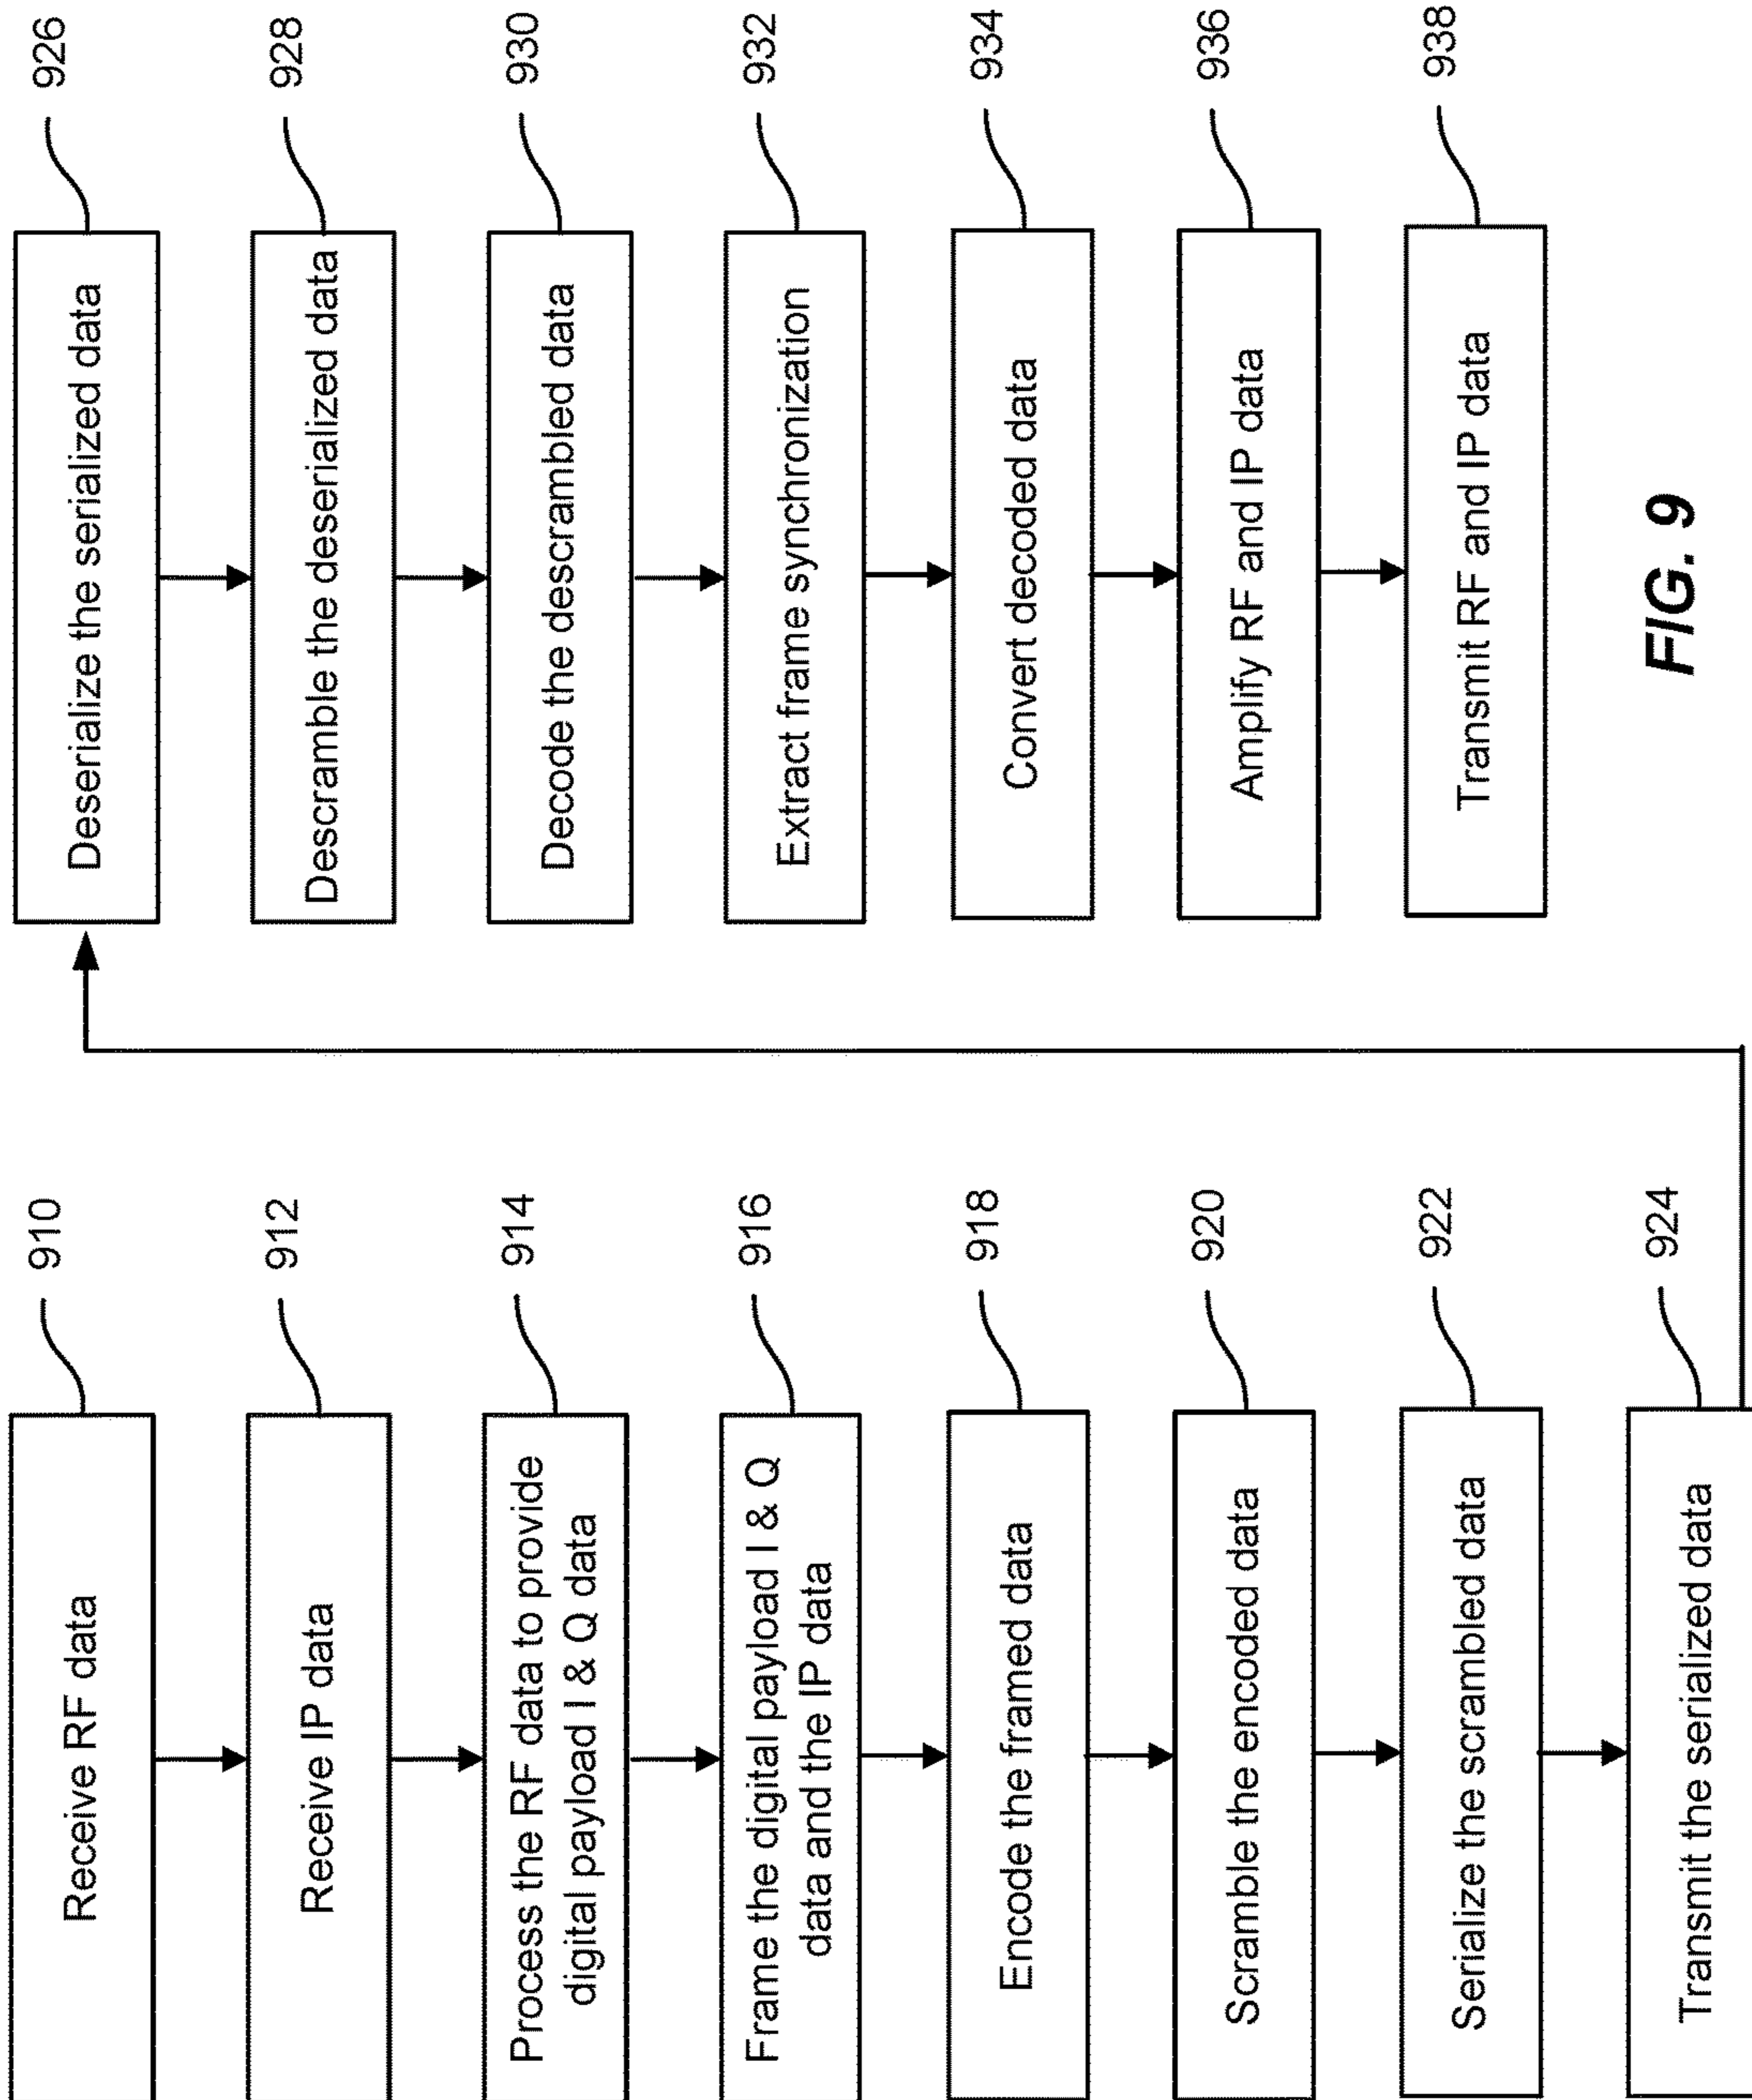 Receive RF data
910
Receive IP data
912
Process the RF data to provide
digital payload I & Q data
914
Frame the digital payload I & Q
data and the IP data
916
Encode the framed data
918
Scramble the encoded data
920
Serialize the scrambled data
922
Transmit the serialized data
924
Deserialize the serialized data
926
Descramble the deserialized data
928
Decode the descrambled data
930
Extract frame synchronization
932
Convert decoded data
934
Amplify RF and IP data
936
Transmit RF and IP data
938
FIG. 9